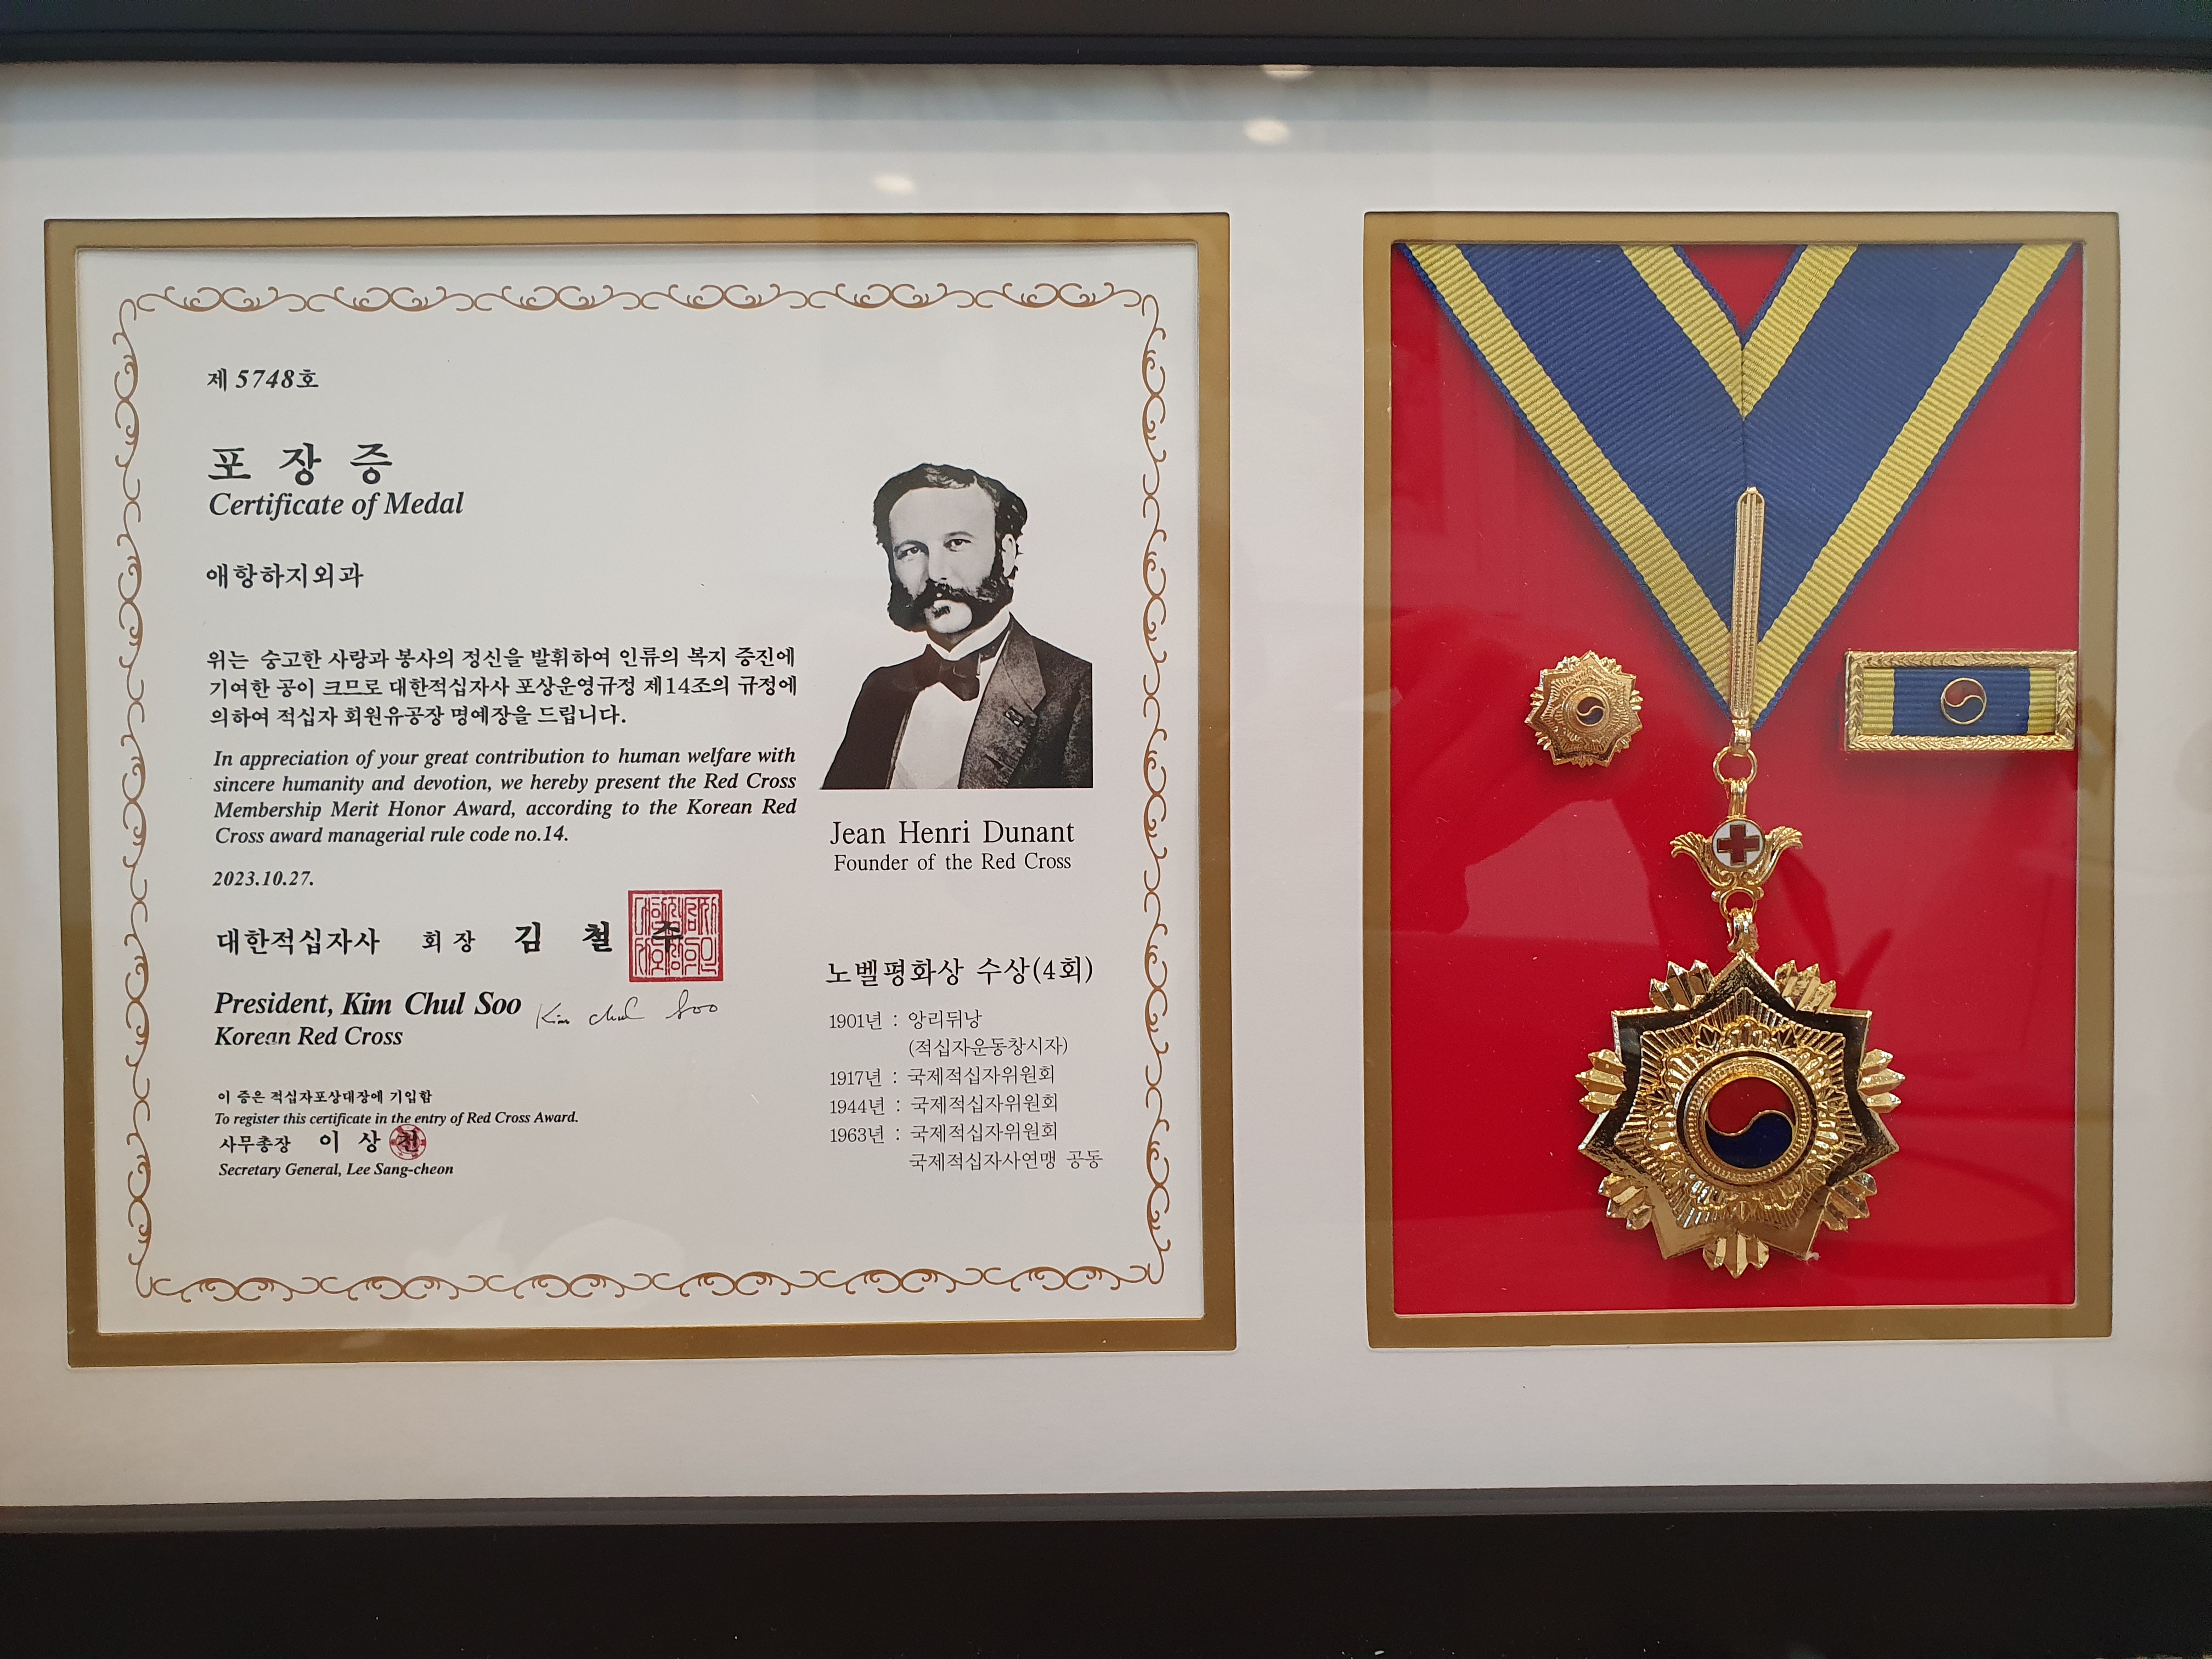 제 5748호
포 장 증
Certificate of Medal
애항하지외과
위는 숭고한 사랑과 봉사의 정신을 발휘하여 인류의 복지 증진에
기여한 공이 크므로 대한적십자사 포상운영규정 제14조의 규정에
의하여 적십자 회원유공장 명예장을 드립니다.
In appreciation of your great contribution to human welfare with
sincere humanity and devotion, we hereby present the Red Cross
Membership Merit Honor Award, according to the Korean Red
Cross award managerial rule code no.14.
2023.10.27.
대한적십자사 회장 김 철 수
President, Kim Chul Soo Kim Chul Soo
Korean Red Cross
이 증은 적십자포상대장에 기입함
To register this certificate in the entry of Red Cross Award.
사무총장 이 상 천
Secretary General, Lee Sang-cheon
Jean Henri Dunant
Founder of the Red Cross
노벨평화상 수상(4회)
1901년 : 앙리뒤낭
(적십자운동창시자)
1917년 : 국제적십자위원회
1944년 : 국제적십자위원회
1963년 : 국제적십자위원회
국제적십자사연맹 공동